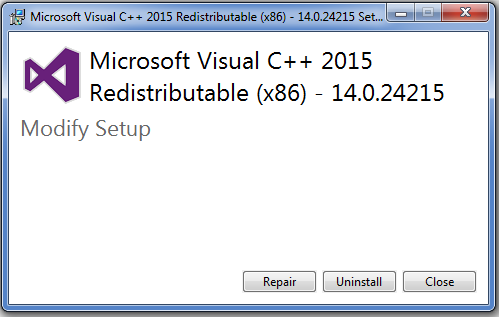 Microsoft Visual C++ 2015 Redistributable (x86) - 14.0.24215 Set...
Microsoft Visual C++ 2015
Redistributable (x86) - 14.0.24215
Modify Setup
Repair Uninstall Close